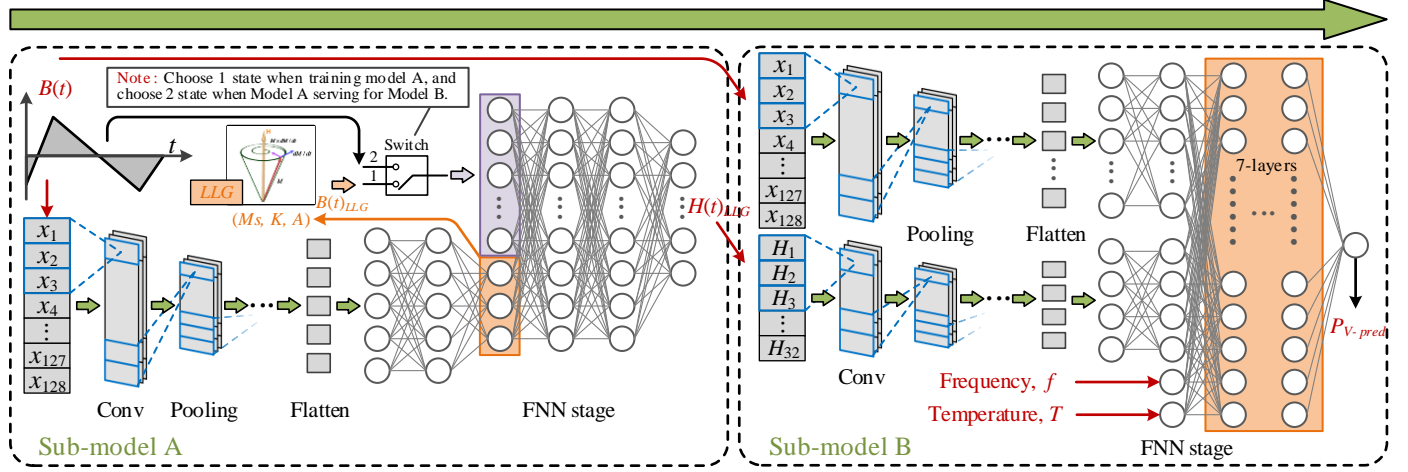 B(t)
t
Note : Choose 1 state when training model A, and
choose 2 state when Model A serving for Model B.
Switch
2
1
LLG
B(t)LLG
(Ms, K, A)
x1
x2
x3
x4
⋮
x127
x128
Conv
Pooling
Flatten
FNN stage
Sub-model A
H(t)LLG
x1
x2
x3
x4
⋮
x127
x128
Pooling
Flatten
7-layers
H1
H2
H3
⋮
H32
Conv
Frequency, f
Temperature, T
FNN stage
PV-pred
Sub-model B